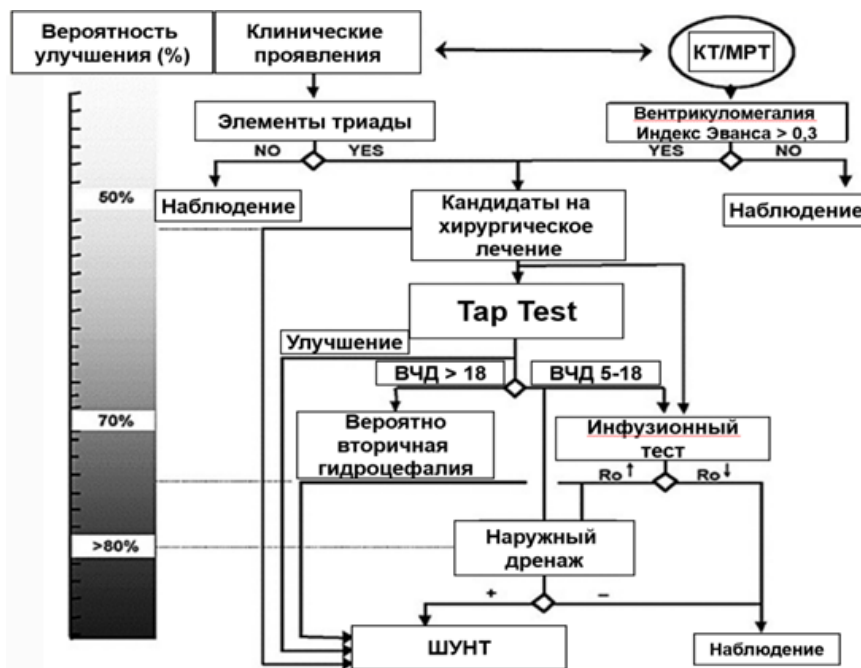 Вероятность
улучшения (%)
Клинические
проявления
КТ/МРТ
Элементы триады
Вентрикуломегалия
Индекс Эванса > 0,3
NO
YES
YES
NO
50%
Наблюдение
Кандидаты на
хирургическое
лечение
Наблюдение
Tap Test
Улучшение
ВЧД > 18
ВЧД 5-18
70%
Вероятно
вторичная
гидроцефалия
Инфузионный
тест
Ro↑
Ro↓
>80%
Наружный
дренаж
+
–
ШУНТ
Наблюдение